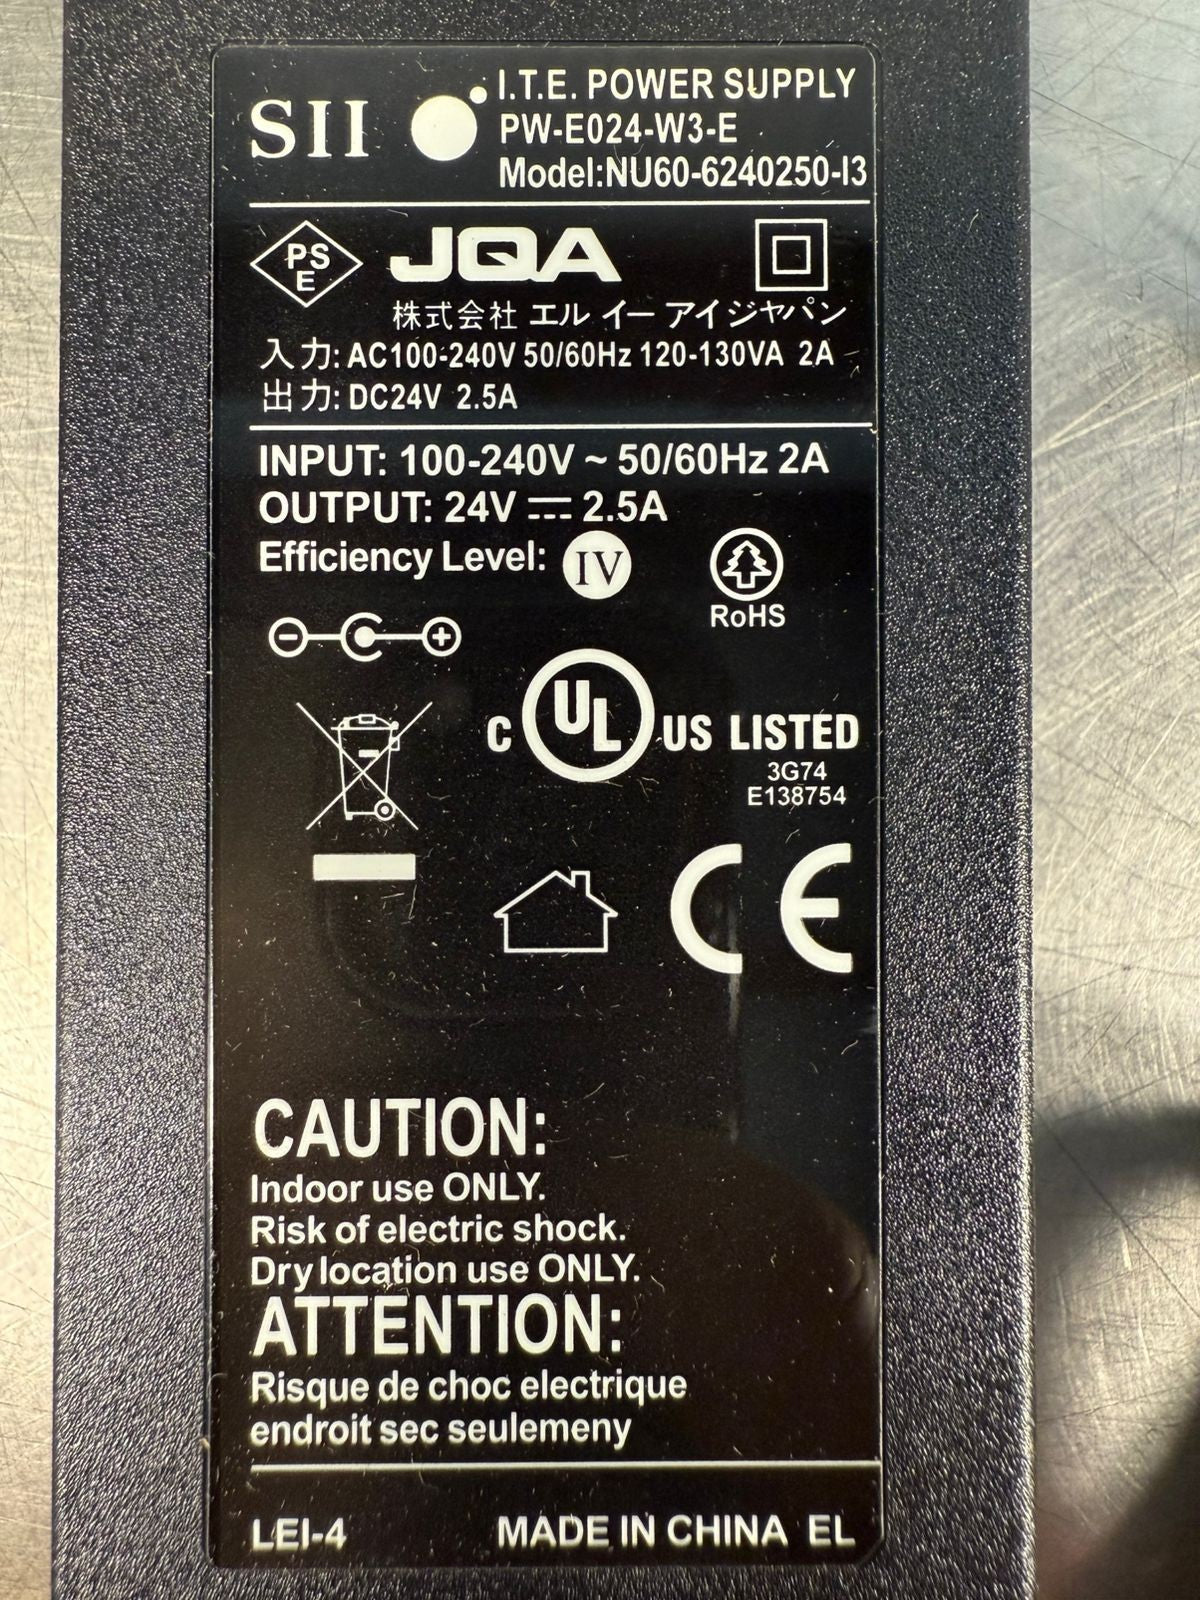 SII
I.T.E. POWER SUPPLY
PW-E024-W3-E
Model:NU60-6240250-I3
PS
E
JQA
株式会社 エル イー アイジャパン
入力: AC100-240V 50/60Hz 120-130VA 2A
出力: DC24V 2.5A
INPUT: 100-240V ~ 50/60Hz 2A
OUTPUT: 24V ⎓ 2.5A
Efficiency Level: IV
RoHS
C UL US LISTED
3G74
E138754
CE
CAUTION:
Indoor use ONLY.
Risk of electric shock.
Dry location use ONLY.
ATTENTION:
Risque de choc electrique
endroit sec seulemeny
LEI-4 MADE IN CHINA EL